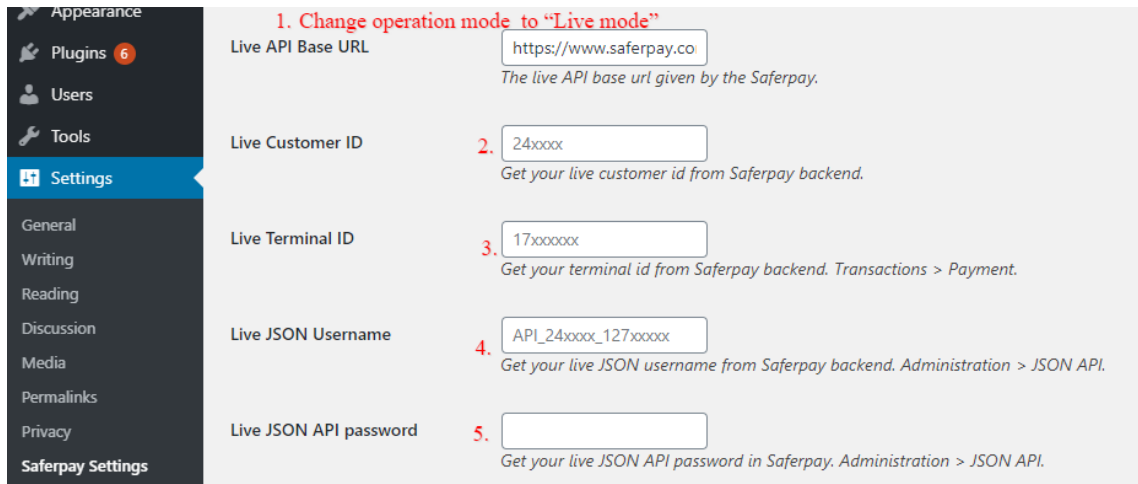 Appearance
Plugins 6
Users
Tools
Settings
General
Writing
Reading
Discussion
Media
Permalinks
Privacy
Saferpay Settings
1. Change operation mode to “Live mode”
Live API Base URL
https://www.saferpay.co
The live API base url given by the Saferpay.
Live Customer ID
2. 24xxxx
Get your live customer id from Saferpay backend.
Live Terminal ID
3. 17xxxxxx
Get your terminal id from Saferpay backend. Transactions > Payment.
Live JSON Username
4. API_24xxxx_127xxxxx
Get your live JSON username from Saferpay backend. Administration > JSON API.
Live JSON API password
5.
Get your live JSON API password in Saferpay. Administration > JSON API.